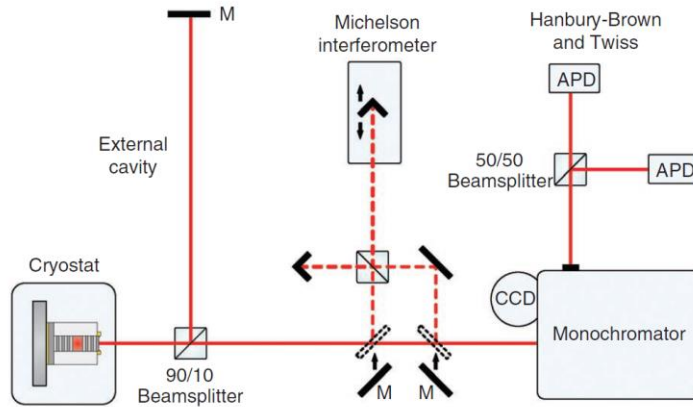 M
Michelson
interferometer
Hanbury-Brown
and Twiss
APD
External
cavity
50/50
Beamsplitter
APD
Cryostat
CCD
Monochromator
90/10
Beamsplitter
M
M